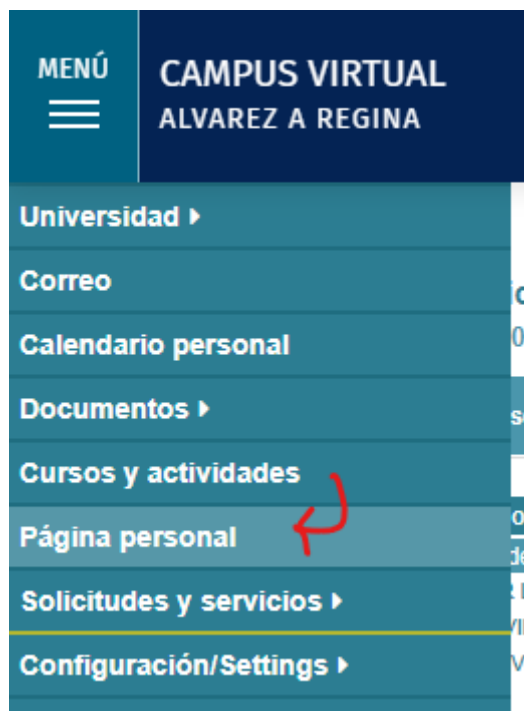 MENÚ
CAMPUS VIRTUAL
ALVAREZ A REGINA
Universidad
Correo
Calendario personal
Documentos
Cursos y actividades
Página personal
Solicitudes y servicios
Configuración/Settings